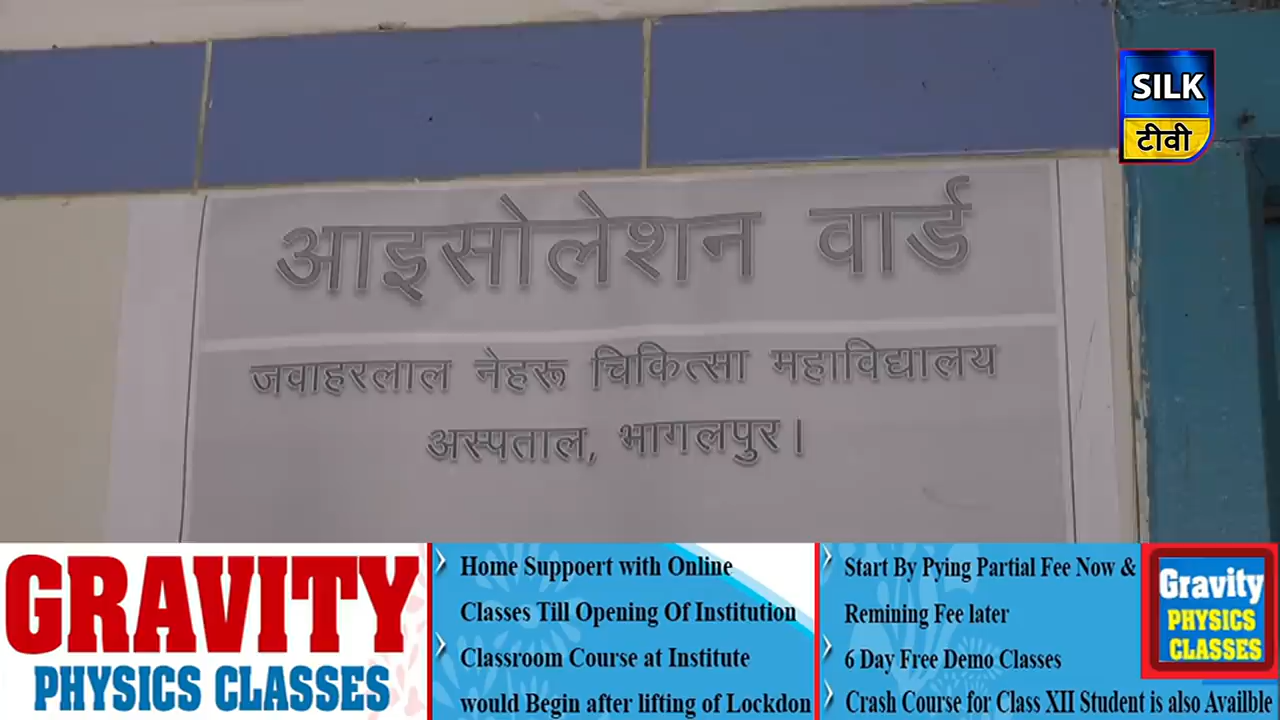 SILK
टीवी
आइसोलेशन वार्ड
जवाहरलाल नेहरू चिकित्सा महाविद्यालय
अस्पताल, भागलपुर।
GRAVITY
PHYSICS CLASSES
Home Suppoert with Online
Classes Till Opening Of Institution
Classroom Course at Institute
would Begin after lifting of Lockdon
Start By Pying Partial Fee Now &
Remining Fee later
6 Day Free Demo Classes
Crash Course for Class XII Student is also Availble
Gravity
PHYSICS
CLASSES